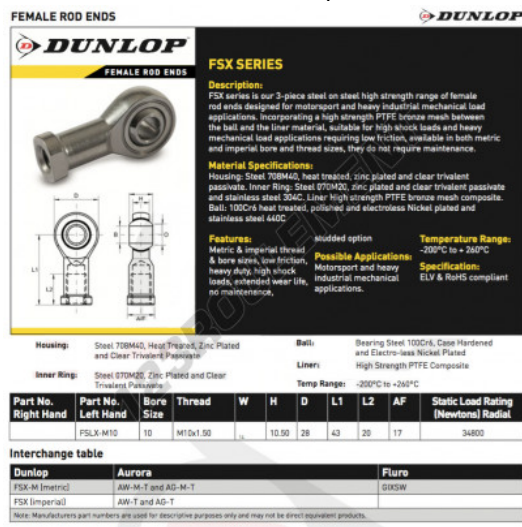 FEMALE ROD ENDS
DUNLOP
DUNLOP
FEMALE ROD ENDS
FSX SERIES
Description:
FSX series is our 3-piece steel on steel high strength range of female
rod ends designed for motorsport and heavy industrial mechanical load
applications. Incorporating a high strength PTFE bronze mesh between
the ball and the liner material, suitable for high shock loads and heavy
mechanical load applications requiring low friction, available in both metric
and imperial bore and thread sizes, they do not require maintenance.
Material Specifications:
Housing: Steel 708M40, heat treated, zinc plated and clear trivalent
passivate. Inner Ring: Steel 070M20, zinc plated and clear trivalent passivate
and stainless steel 304C. Liner High strength PTFE bronze mesh composite.
Ball: 100Cr6 heat treated, polished and electroless Nickel plated and
stainless steel 440C
Features:
Metric & imperial thread
& bore sizes, low friction,
heavy duty, high shock
loads, extended wear life,
no maintenance,
studded option
Possible Applications:
Motorsport and heavy
industrial mechanical
applications.
Temperature Range:
-200°C to + 260°C
Specification:
ELV & RoHS compliant
D
B
L1
L2
AF
Housing: Steel 708M40, Heat Treated, Zinc Plated
and Clear Trivalent Passivate
Inner Ring: Steel 070M20, Zinc Plated and Clear
Trivalent Passivate
Ball: Bearing Steel 100Cr6, Case Hardened
and Electro-less Nickel Plated
Liner: High Strength PTFE Composite
Temp Range: -200°C to +260°C
Part No. Right Hand Part No. Left Hand Bore Size Thread W H D L1 L2 AF Static Load Rating (Newtons) Radial
FSLX-M10 10 M10x1.50 14 10.50 28 43 20 17 34800
Interchange table
Dunlop Aurora Fluro
FSX-M (metric) AW-M-T and AG-M-T GIXSW
FSX (imperial) AW-T and AG-T
Note: Manufacturers part numbers are used for descriptive purposes only and may not be direct equivalent products.